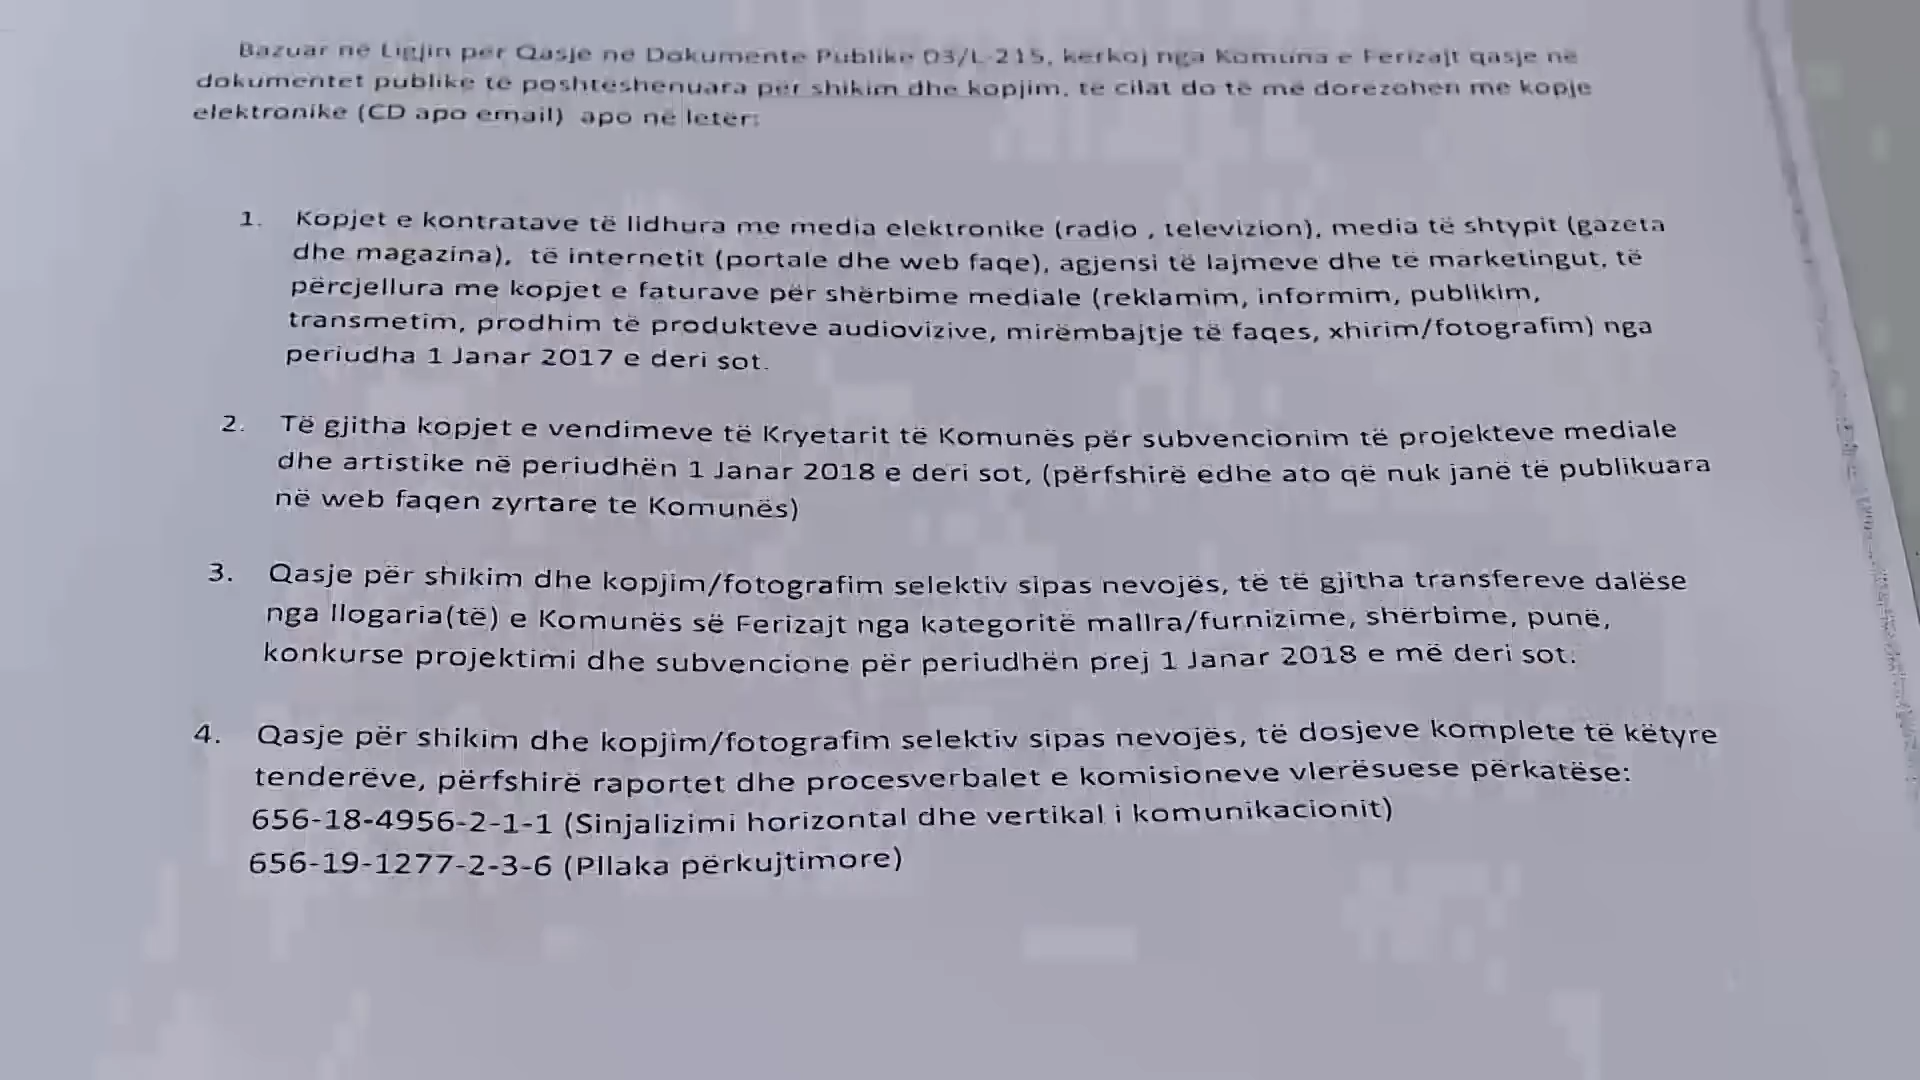 Bazuar në Ligjin për Qasje në Dokumente Publike 03/L-215, kërkoj nga Komuna e Ferizajt qasje në
dokumentet publike të poshtëshënuara për shikim dhe kopjim, të cilat do të më dorëzohen me kopje
elektronike (CD apo email) apo në letër:
1. Kopjet e kontratave të lidhura me media elektronike (radio , televizion), media të shtypit (gazeta
dhe magazina), të internetit (portale dhe web faqe), agjensi të lajmeve dhe të marketingut, të
përcjellura me kopjet e faturave për shërbime mediale (reklamim, informim, publikim,
transmetim, prodhim të produkteve audiovizive, mirëmbajtje të faqes, xhirim/fotografim) nga
periudha 1 Janar 2017 e deri sot.
2. Të gjitha kopjet e vendimeve të Kryetarit të Komunës për subvencionim të projekteve mediale
dhe artistike në periudhën 1 Janar 2018 e deri sot, (përfshirë edhe ato që nuk janë të publikuara
në web faqen zyrtare te Komunës)
3. Qasje për shikim dhe kopjim/fotografim selektiv sipas nevojës, të të gjitha transfereve dalëse
nga llogaria(të) e Komunës së Ferizajt nga kategoritë mallra/furnizime, shërbime, punë,
konkurse projektimi dhe subvencione për periudhën prej 1 Janar 2018 e më deri sot.
4. Qasje për shikim dhe kopjim/fotografim selektiv sipas nevojës, të dosjeve komplete të këtyre
tenderëve, përfshirë raportet dhe procesverbalet e komisioneve vlerësuese përkatëse:
656-18-4956-2-1-1 (Sinjalizimi horizontal dhe vertikal i komunikacionit)
656-19-1277-2-3-6 (Pllaka përkujtimore)